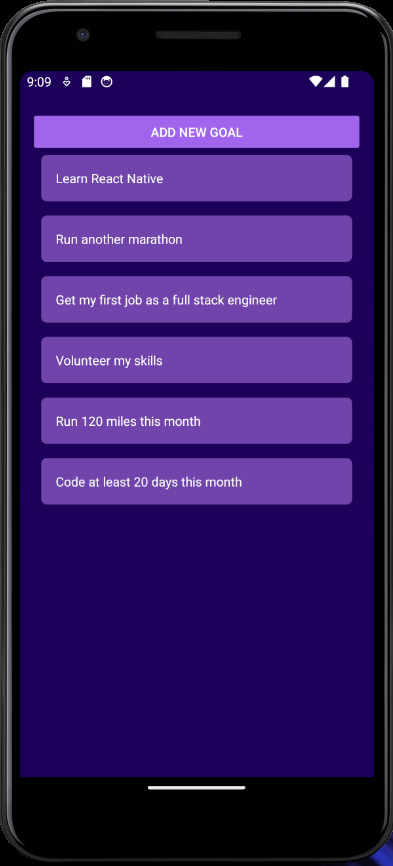 9:09
ADD NEW GOAL
Learn React Native
Run another marathon
Get my first job as a full stack engineer
Volunteer my skills
Run 120 miles this month
Code at least 20 days this month